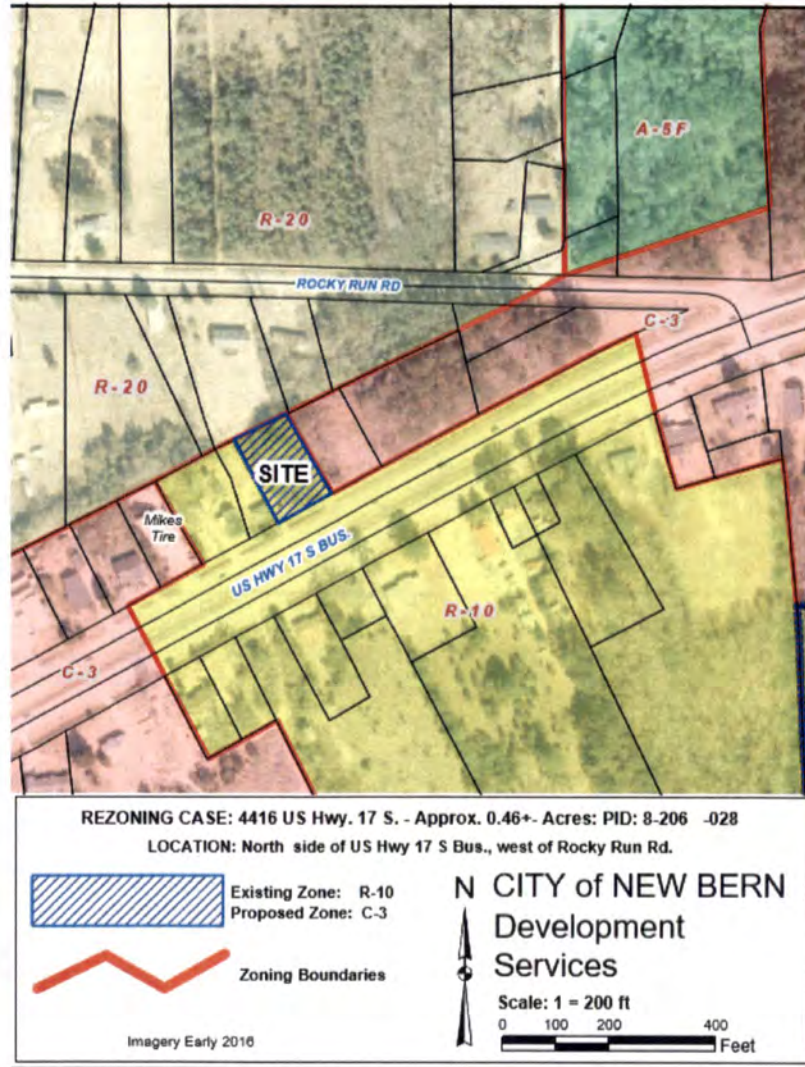 A-5F
R-20
ROCKY RUN RD
C-3
R-20
SITE
Mikes
Tire
US HWY 17 S BUS.
R-10
C-3
REZONING CASE: 4416 US Hwy. 17 S. - Approx. 0.46+- Acres: PID: 8-206 -028
LOCATION: North side of US Hwy 17 S Bus., west of Rocky Run Rd.
Existing Zone: R-10
Proposed Zone: C-3
Zoning Boundaries
Imagery Early 2016
N
CITY of NEW BERN
Development
Services
Scale: 1 = 200 ft
0 100 200 400
Feet